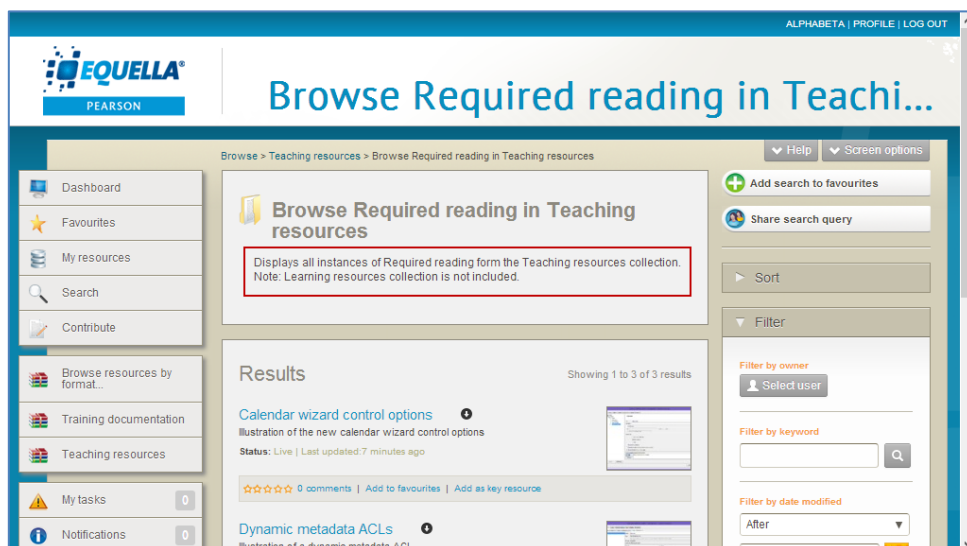 ALPHABETA | PROFILE | LOG OUT
EQUELLA®
PEARSON
Browse Required reading in Teachi...
Browse > Teaching resources > Browse Required reading in Teaching resources
Help
Screen options
Dashboard
Favourites
My resources
Search
Contribute
Browse resources by
format...
Training documentation
Teaching resources
My tasks 0
Notifications 0
Browse Required reading in Teaching
resources
Displays all instances of Required reading form the Teaching resources collection.
Note: Learning resources collection is not included.
Results
Showing 1 to 3 of 3 results
Calendar wizard control options
Illustration of the new calendar wizard control options
Status: Live | Last updated:7 minutes ago
0 comments | Add to favourites | Add as key resource
Dynamic metadata ACLs
Illustration of a dynamic metadata ACL
Add search to favourites
Share search query
Sort
Filter
Filter by owner
Select user
Filter by keyword
Filter by date modified
After